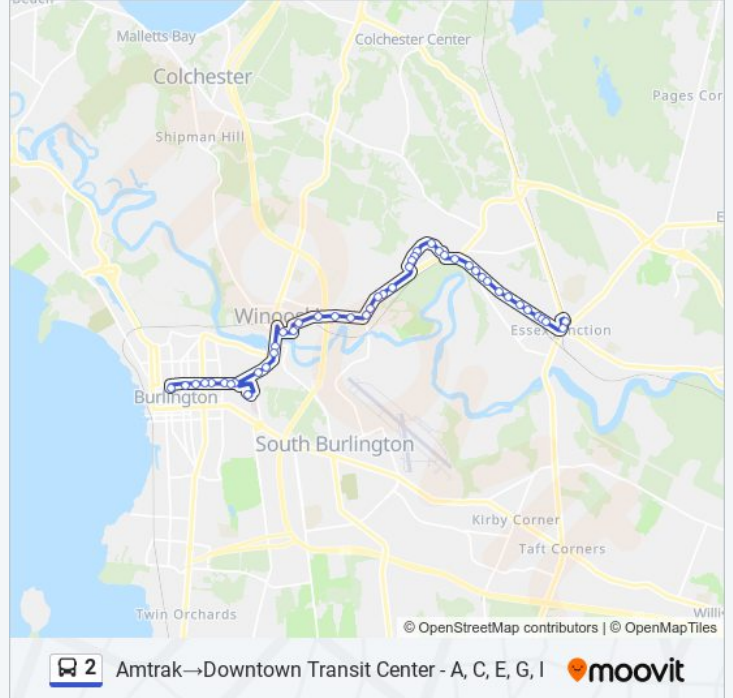 Malletts Bay
Colchester Center
Colchester
Pages Cor
Shipman Hill
Essex Junction
Burlington
South Burlington
Kirby Corner
Taft Corners
Twin Orchards
Willi
© OpenStreetMap contributors | © OpenMapTiles
2 Amtrak→Downtown Transit Center - A, C, E, G, I moovit